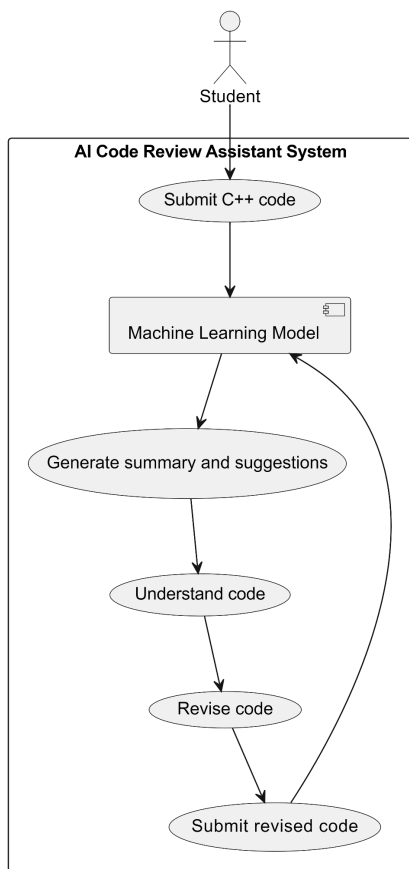 Student
AI Code Review Assistant System
Submit C++ code
Machine Learning Model
Generate summary and suggestions
Understand code
Revise code
Submit revised code